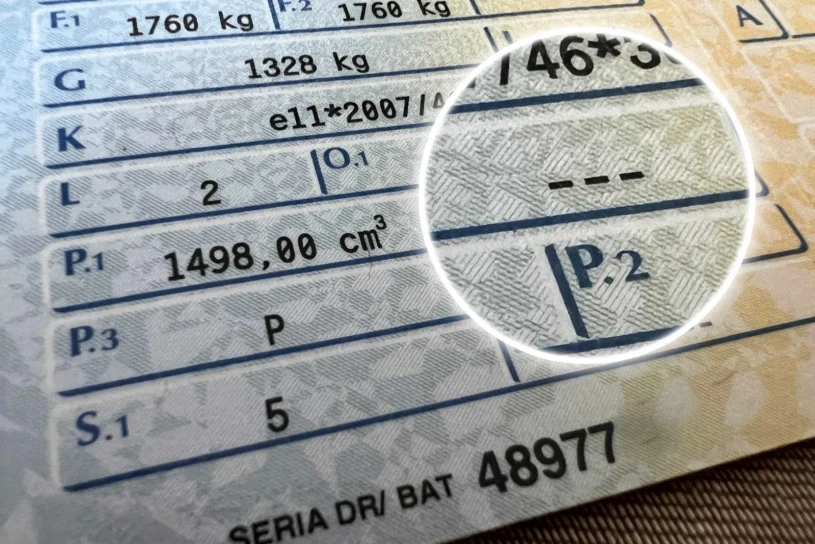 F.1 1760 kg F.2 1760 kg
A
G 1328 kg
/46*3
K e11*2007/4
L 2 O.1 ---
P.1 1498,00 cm³ P.2
P.3 P
S.1 5
SERIA DR/ BAT 48977